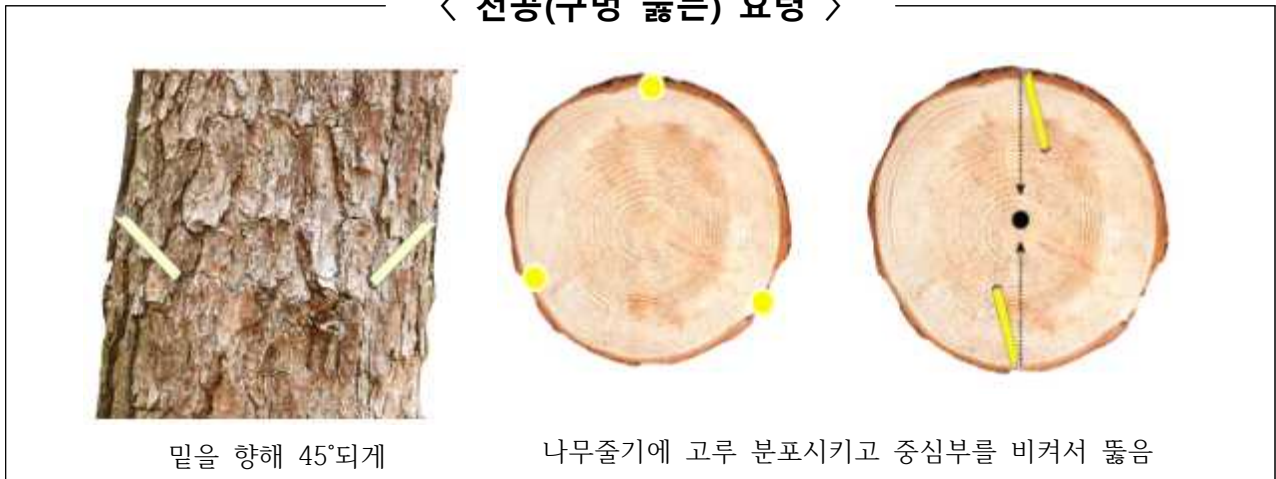 〈 천공(구멍 뚫는) 요령 〉
밑을 향해 45°되게
나무줄기에 고루 분포시키고 중심부를 비켜서 뚫음